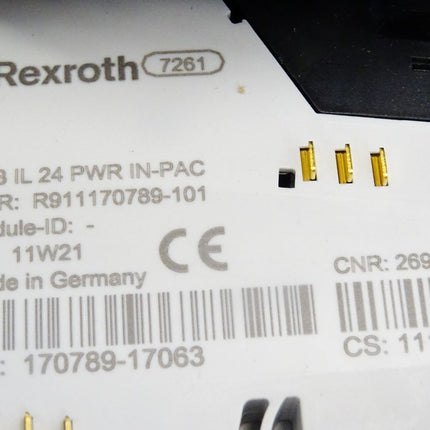 Rexroth 7261
IL 24 PWR IN-PAC
R: R911170789-101
dule-ID: -
11W21
de in Germany
CE
CNR: 269
: 170789-17063
CS: 11